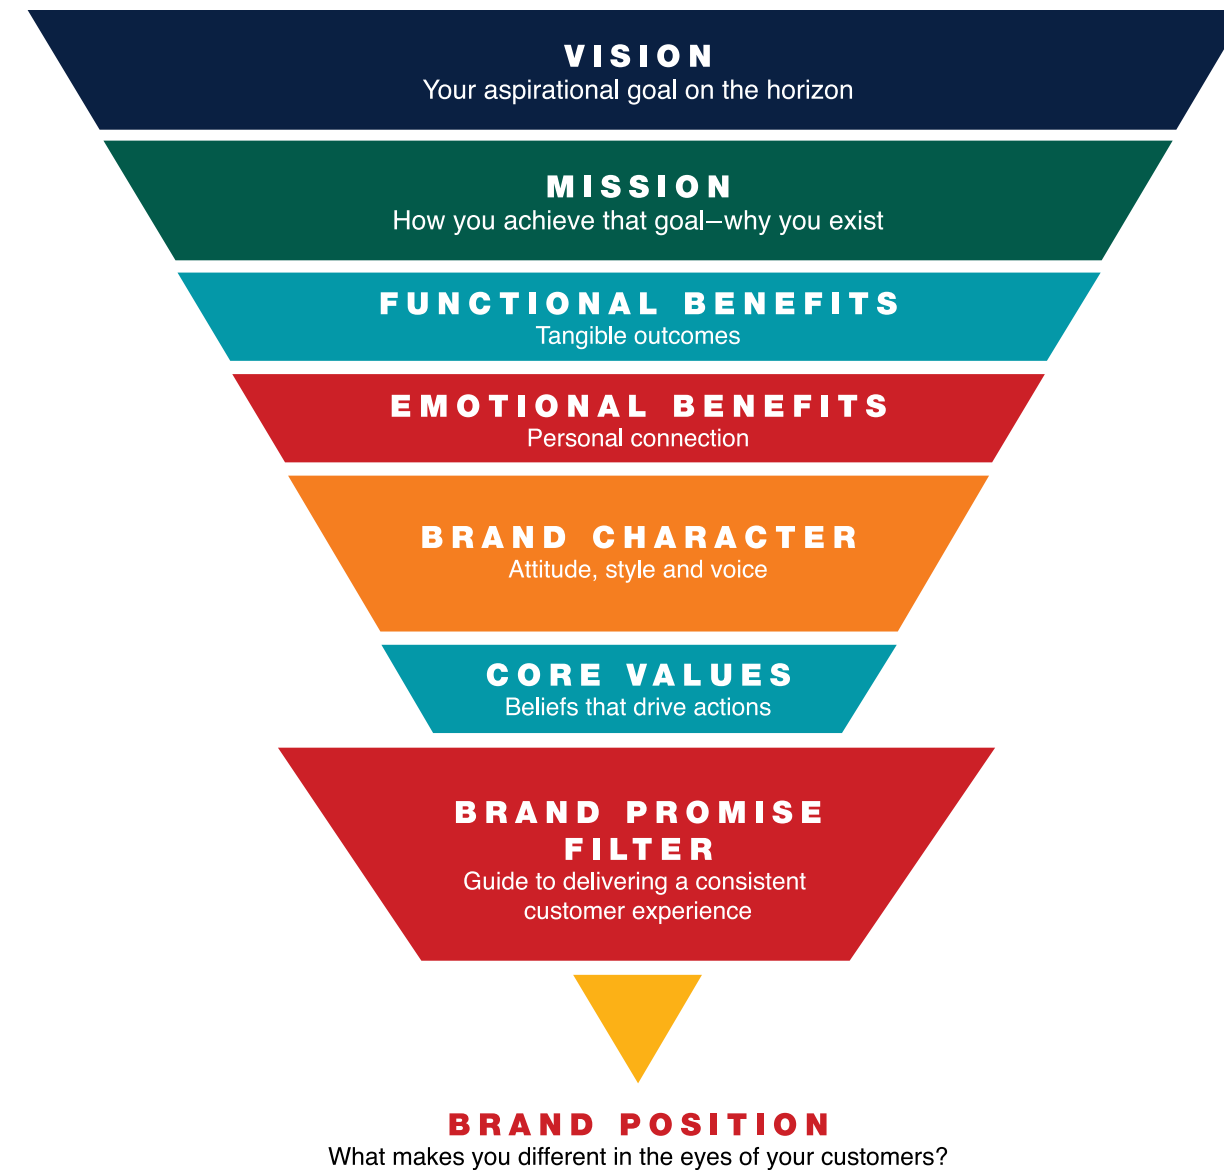 VISION
Your aspirational goal on the horizon
MISSION
How you achieve that goal–why you exist
FUNCTIONAL BENEFITS
Tangible outcomes
EMOTIONAL BENEFITS
Personal connection
BRAND CHARACTER
Attitude, style and voice
CORE VALUES
Beliefs that drive actions
BRAND PROMISE
FILTER
Guide to delivering a consistent
customer experience
BRAND POSITION
What makes you different in the eyes of your customers?